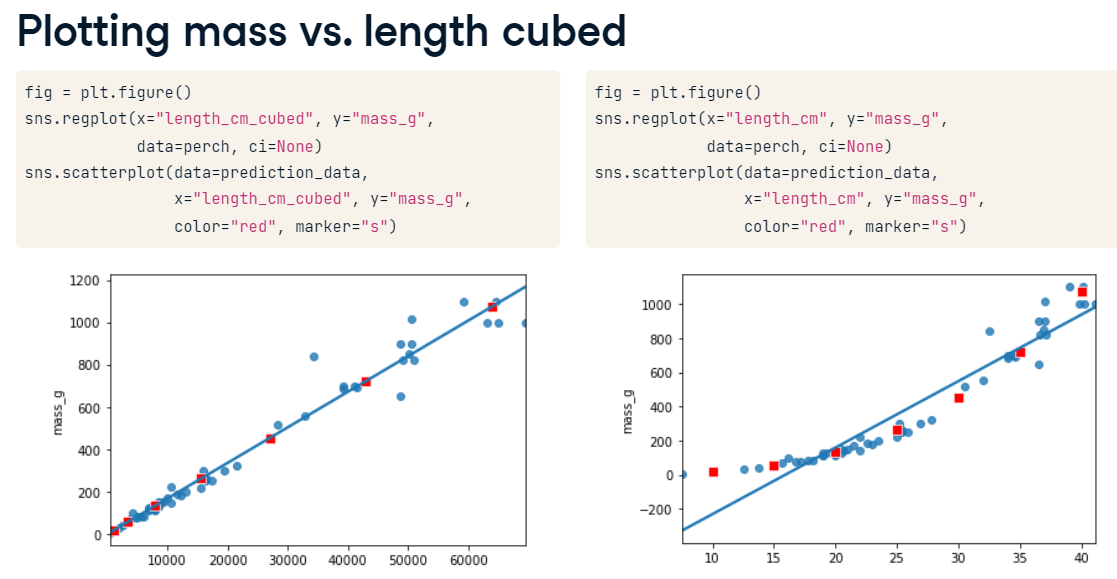 Plotting mass vs. length cubed
fig = plt.figure()
sns.regplot(x="length_cm_cubed", y="mass_g",
            data=perch, ci=None)
sns.scatterplot(data=prediction_data,
                x="length_cm_cubed", y="mass_g",
                color="red", marker="s")
fig = plt.figure()
sns.regplot(x="length_cm", y="mass_g",
            data=perch, ci=None)
sns.scatterplot(data=prediction_data,
                x="length_cm", y="mass_g",
                color="red", marker="s")
1200
1000
800
600
400
200
0
mass_g
10000 20000 30000 40000 50000 60000
1000
800
600
400
200
0
−200
mass_g
10 15 20 25 30 35 40